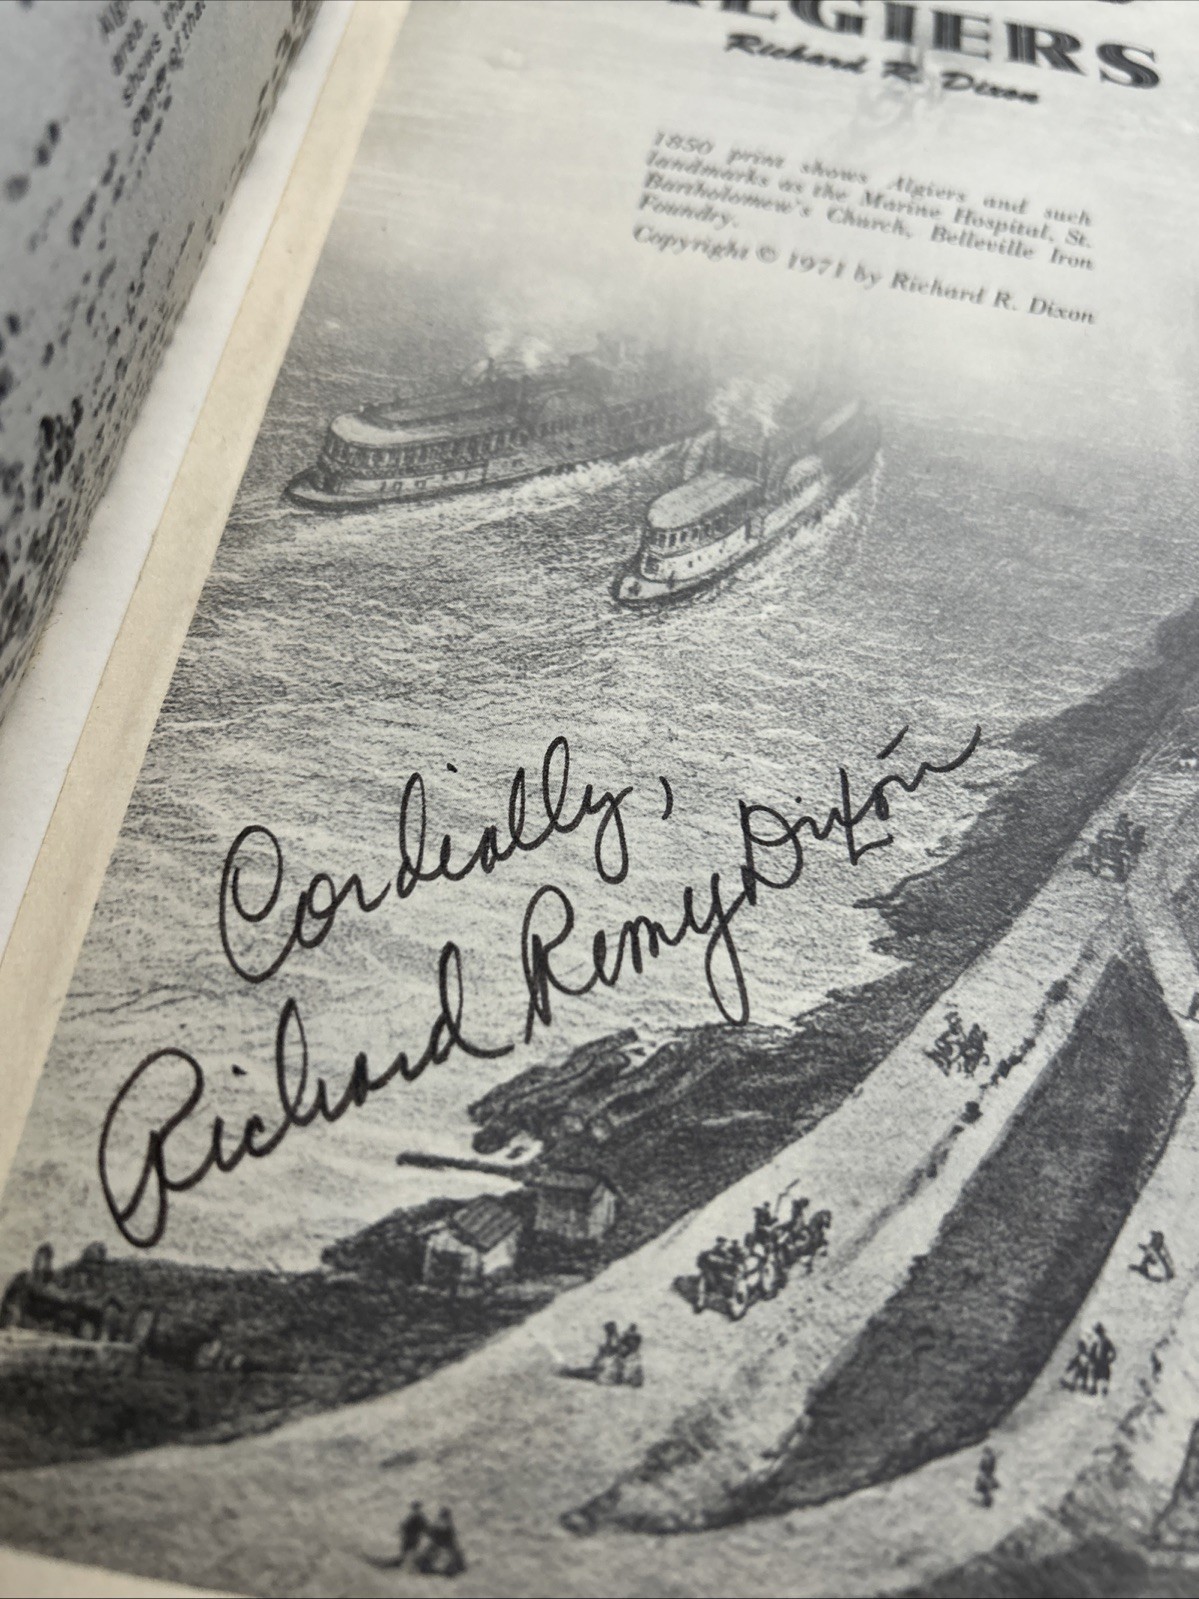 ALGIERS
Richard R. Dixon
1850 print shows Algiers and such
landmarks as the Marine Hospital, St.
Bartholomew's Church, Belleville Iron
Foundry.
Copyright © 1971 by Richard R. Dixon
Cordially,
Richard Remy Dixon